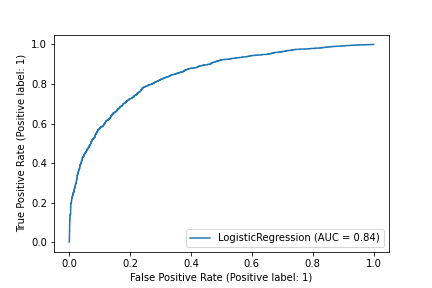 True Positive Rate (Positive label: 1)
1.0
0.8
0.6
0.4
0.2
0.0
LogisticRegression (AUC = 0.84)
0.0 0.2 0.4 0.6 0.8 1.0
False Positive Rate (Positive label: 1)